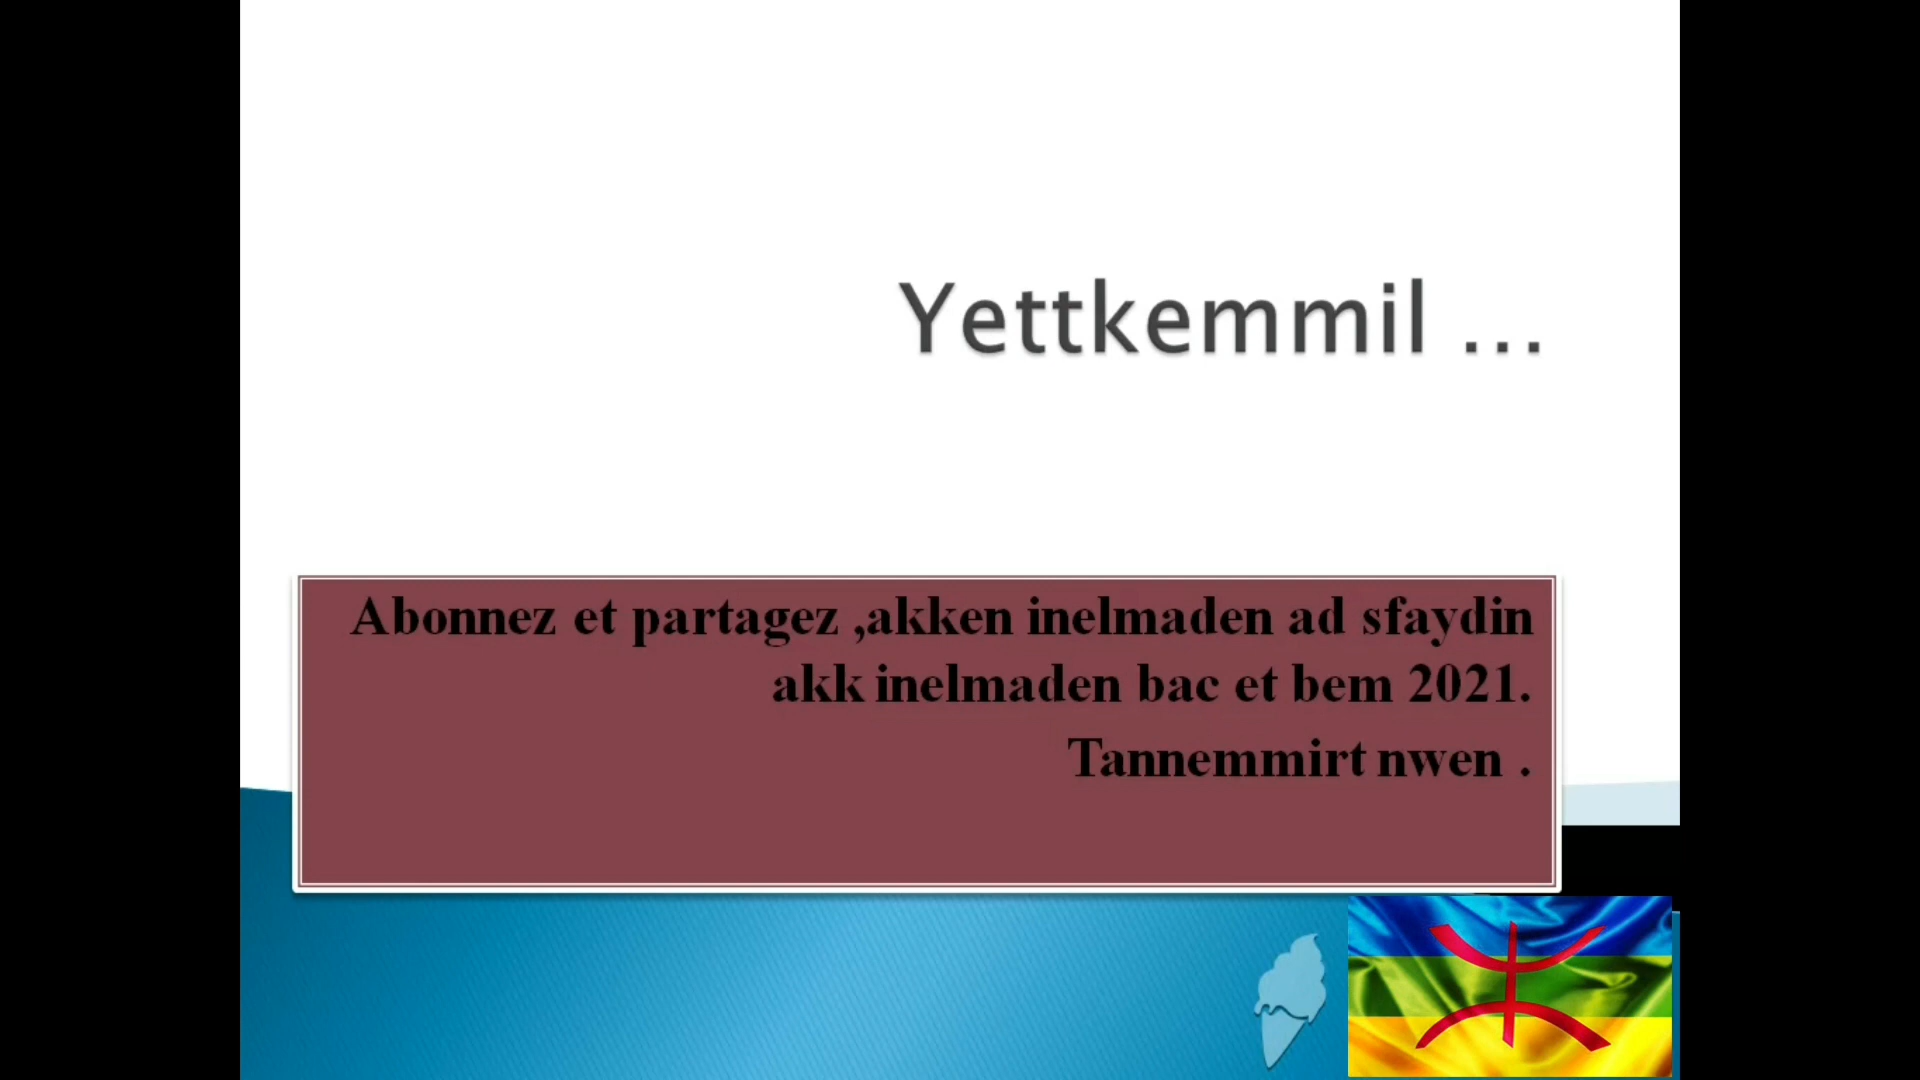 Yettkemmil ...
Abonnez et partagez ,akken inelmaden ad sfaydin
akk inelmaden bac et bem 2021.
Tannemmirt nwen .